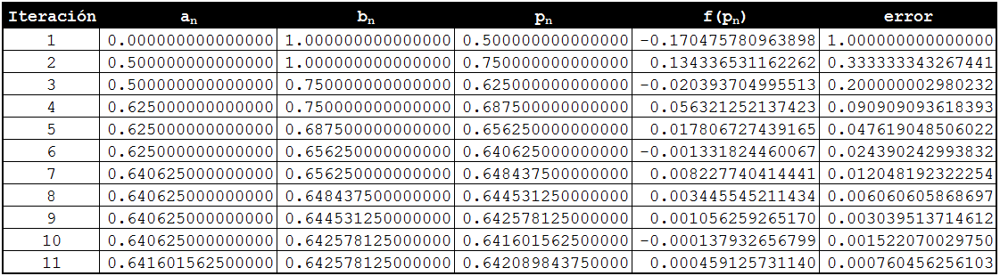 Iteración an bn pn f(pn) error
1 0.000000000000000 1.000000000000000 0.500000000000000 -0.170475780963898 1.000000000000000
2 0.500000000000000 1.000000000000000 0.750000000000000 0.134336531162262 0.333333343267441
3 0.500000000000000 0.750000000000000 0.625000000000000 -0.020393704995513 0.200000002980232
4 0.625000000000000 0.750000000000000 0.687500000000000 0.056321252137423 0.090909093618393
5 0.625000000000000 0.687500000000000 0.656250000000000 0.017806727439165 0.047619048506022
6 0.625000000000000 0.656250000000000 0.640625000000000 -0.001331824460067 0.024390242993832
7 0.640625000000000 0.656250000000000 0.648437500000000 0.008227740414441 0.012048192322254
8 0.640625000000000 0.648437500000000 0.644531250000000 0.003445545211434 0.006060605868697
9 0.640625000000000 0.644531250000000 0.642578125000000 0.001056259265170 0.003039513714612
10 0.640625000000000 0.642578125000000 0.641601562500000 -0.000137932656799 0.001522070029750
11 0.641601562500000 0.642578125000000 0.642089843750000 0.000459125731140 0.000760456256103